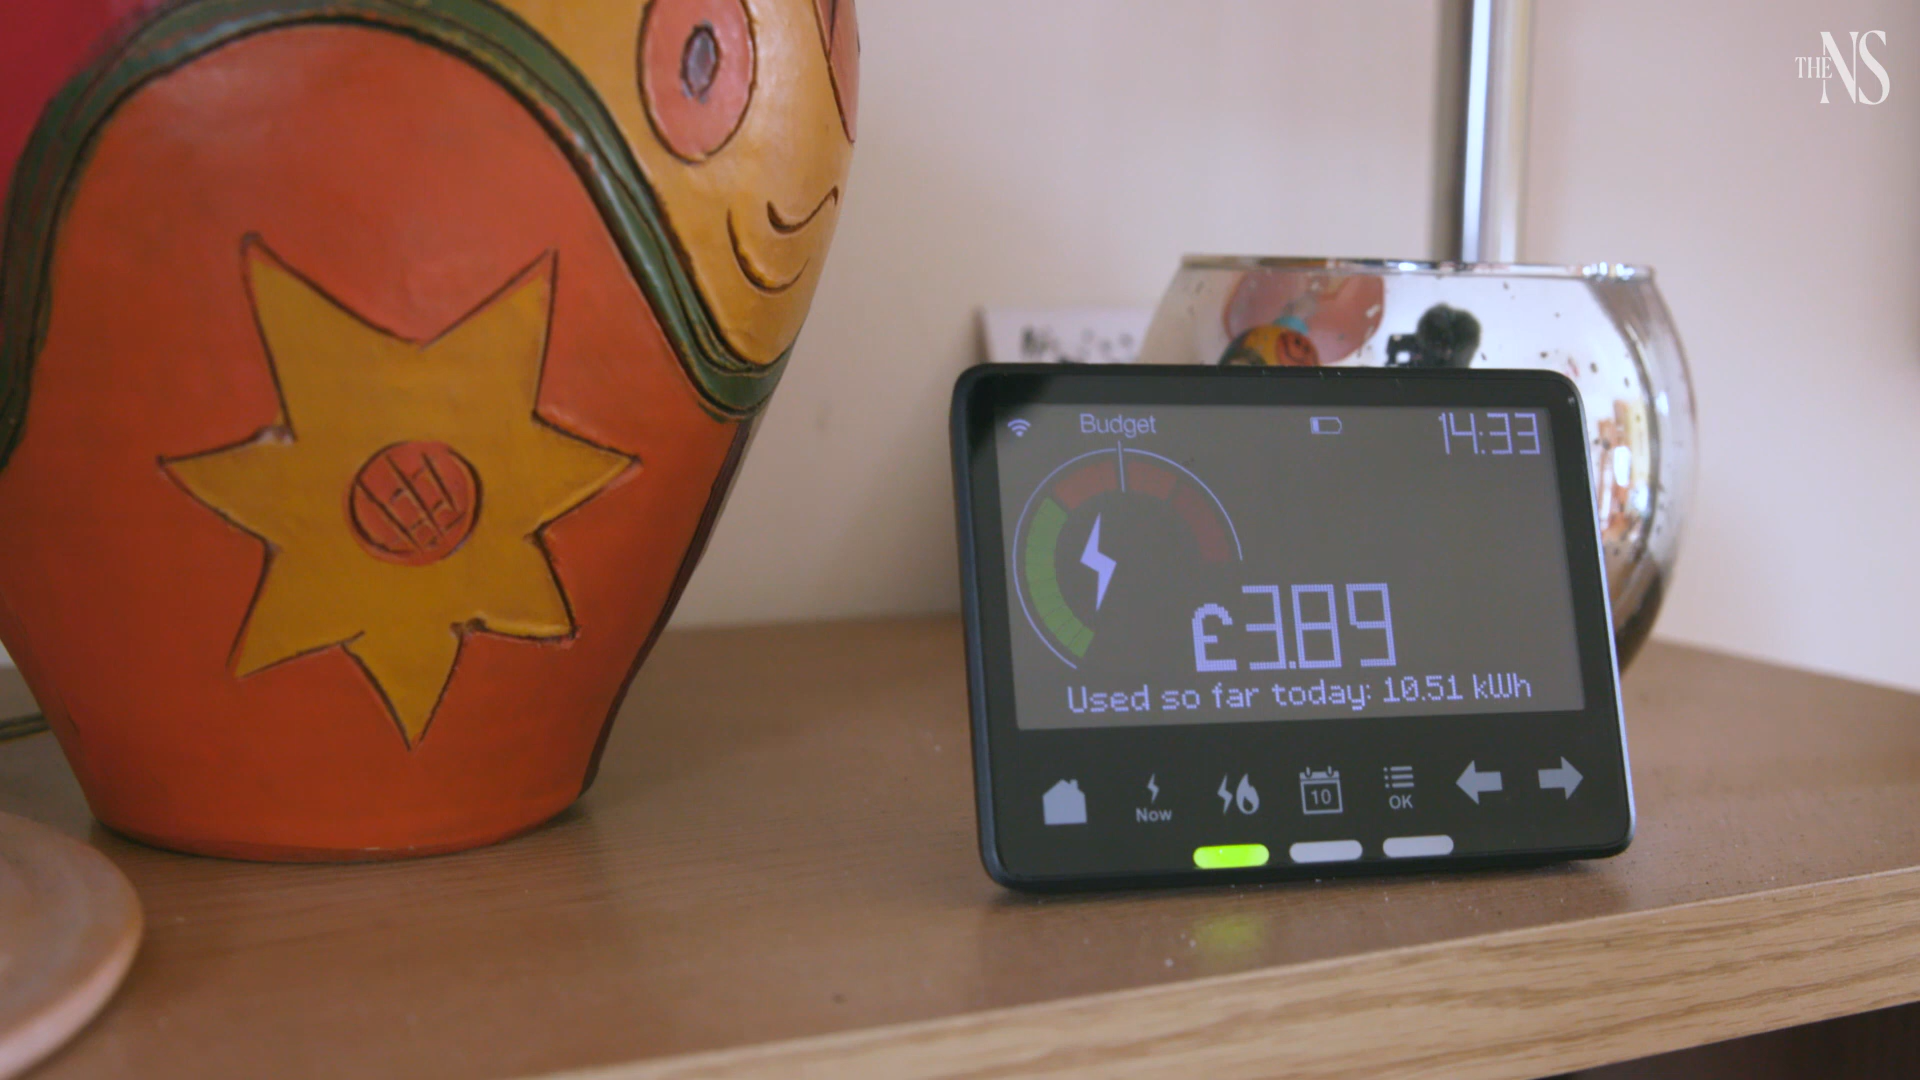 THE NS
Budget
14:33
£3.89
Used so far today: 10.51 kWh
Now
10
OK